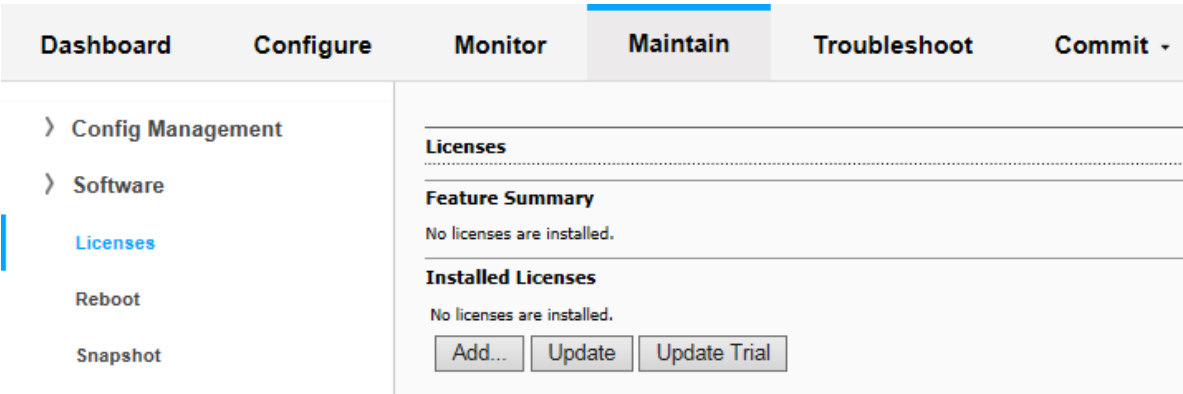 Dashboard Configure Monitor Maintain Troubleshoot Commit
Config Management
Software
Licenses
Reboot
Snapshot
Licenses
Feature Summary
No licenses are installed.
Installed Licenses
No licenses are installed.
Add... Update Update Trial